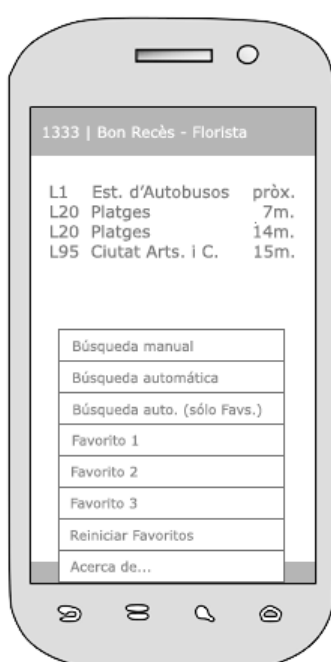 1333 | Bon Recès - Florista
L1 Est. d'Autobusos pròx.
L20 Platges 7m.
L20 Platges 14m.
L95 Ciutat Arts. i C. 15m.
Búsqueda manual
Búsqueda automática
Búsqueda auto. (sólo Favs.)
Favorito 1
Favorito 2
Favorito 3
Reiniciar Favoritos
Acerca de...